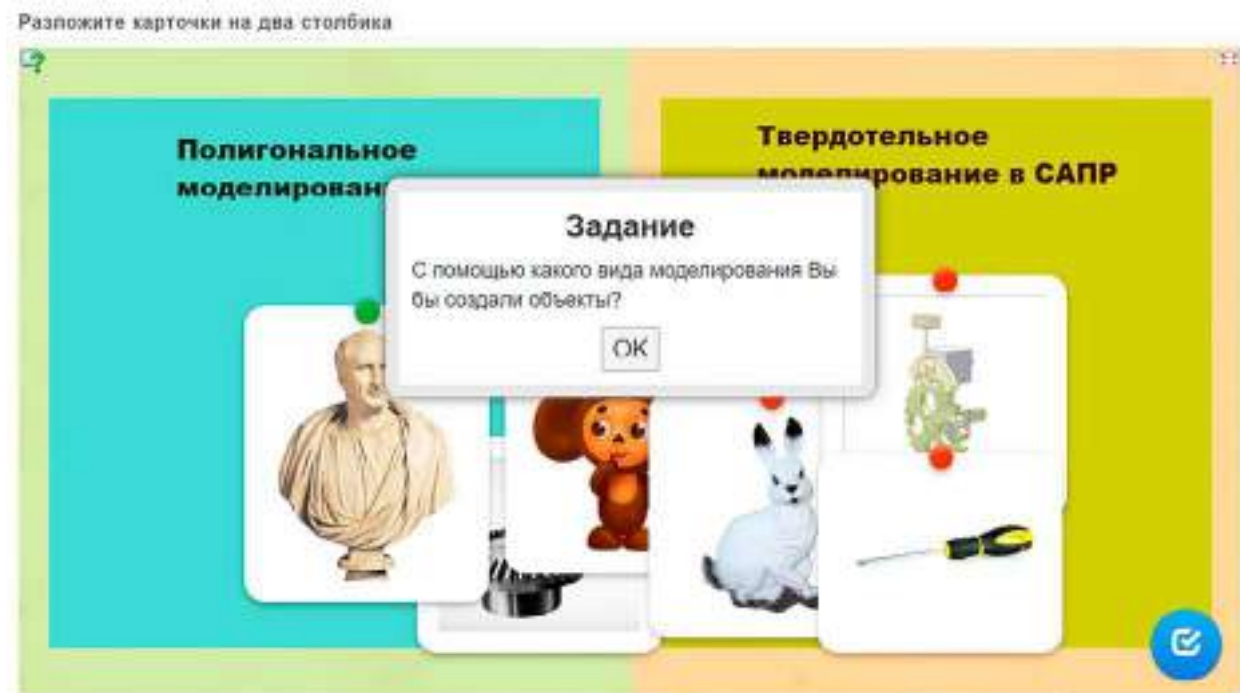 Разложите карточки на два столбика
Полигональное
моделирован
Твердотельное
моделирование в САПР
Задание
С помощью какого вида моделирования Вы
бы создали объекты?
OK